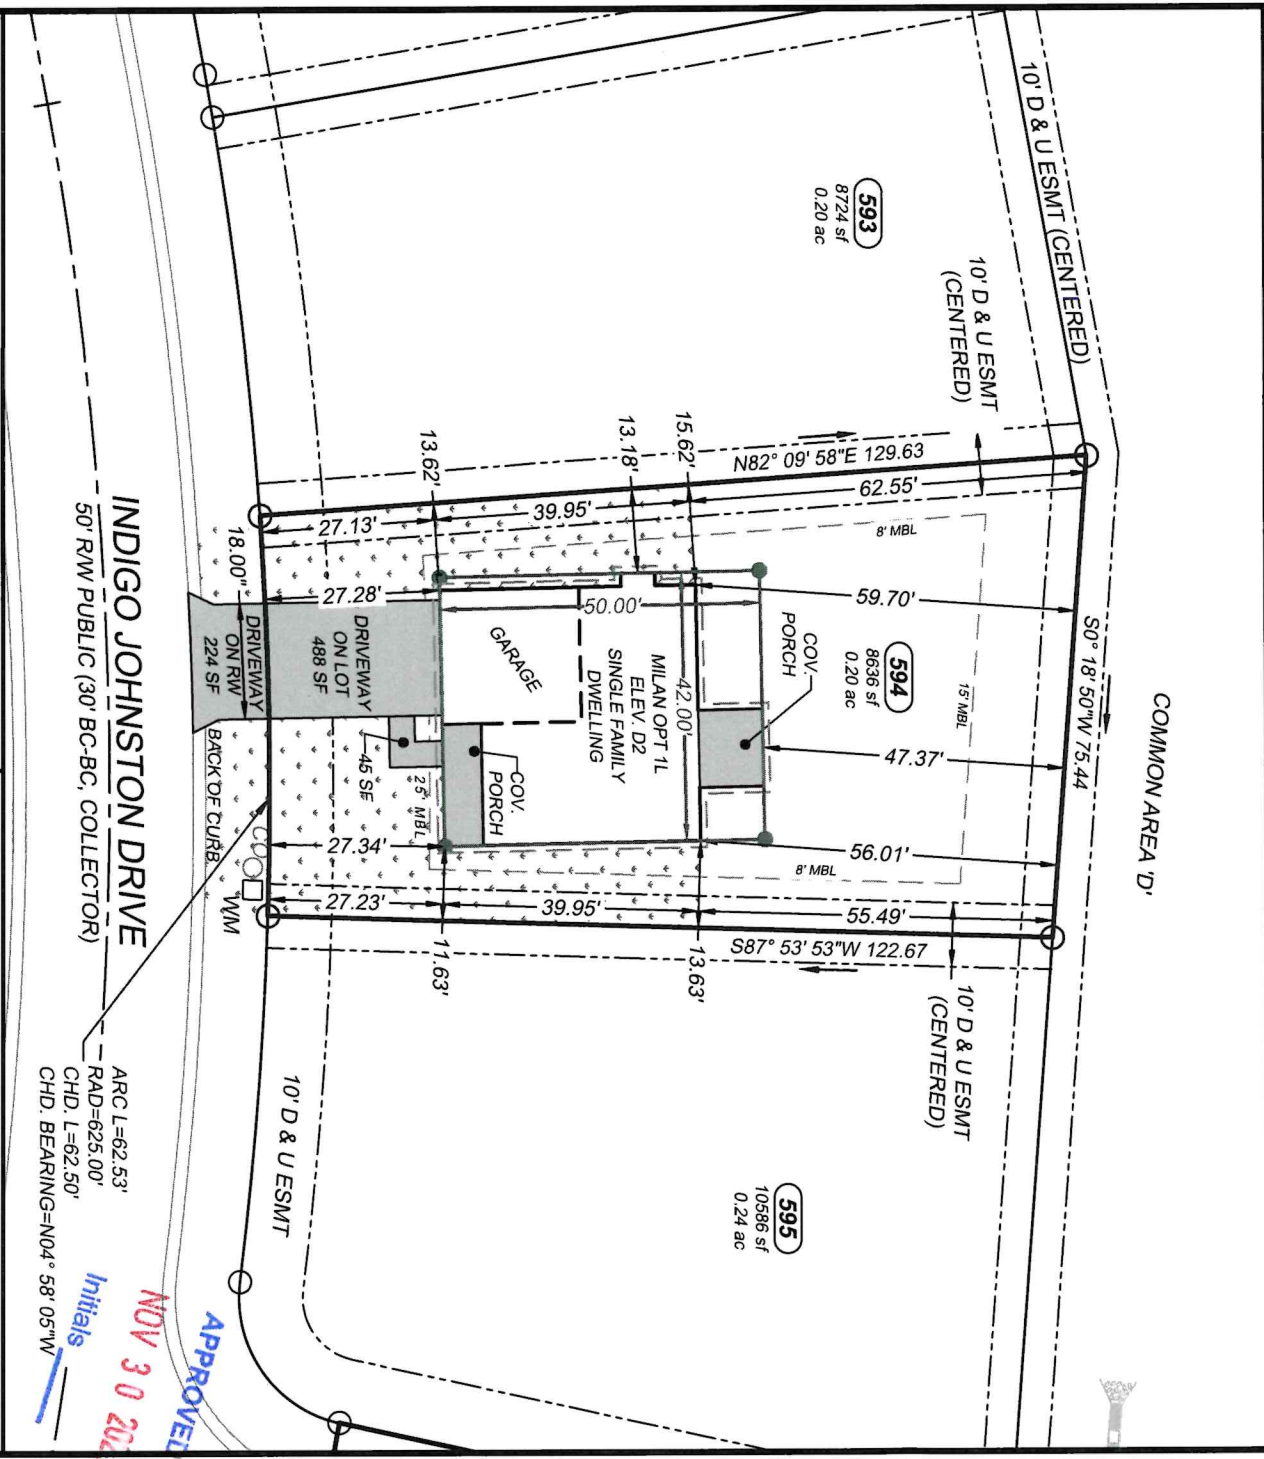 COMMON AREA 'D'
10' D & U ESMT (CENTERED)
10' D & U ESMT
(CENTERED)
593
8724 sf
0.20 ac
N82° 09' 58"E 129.63
62.55'
39.95'
27.13'
15.62'
13.18'
13.62'
S0° 18' 50"W 75.44
8' MBL
15' MBL
59.70'
594
8636 sf
0.20 ac
47.37'
56.01'
8' MBL
COV.
PORCH
50.00'
42.00'
MILAN OPT 1L
ELEV. D2
SINGLE FAMILY
DWELLING
GARAGE
COV.
PORCH
25' MBL
45 SF
27.28'
DRIVEWAY
ON LOT
488 SF
18.00"
DRIVEWAY
ON RW
224 SF
BACK OF CURB
CO
WM
27.34'
27.23'
39.95'
55.49'
S87° 53' 53"W 122.67
11.63'
13.63'
10' D & U ESMT
(CENTERED)
595
10586 sf
0.24 ac
10' D & U ESMT
INDIGO JOHNSTON DRIVE
50' R/W PUBLIC (30' BC-BC, COLLECTOR)
ARC L=62.53'
RAD=625.00'
CHD. L=62.50'
CHD. BEARING=N04° 58' 05"W
APPROVED
NOV 30 202
Initials